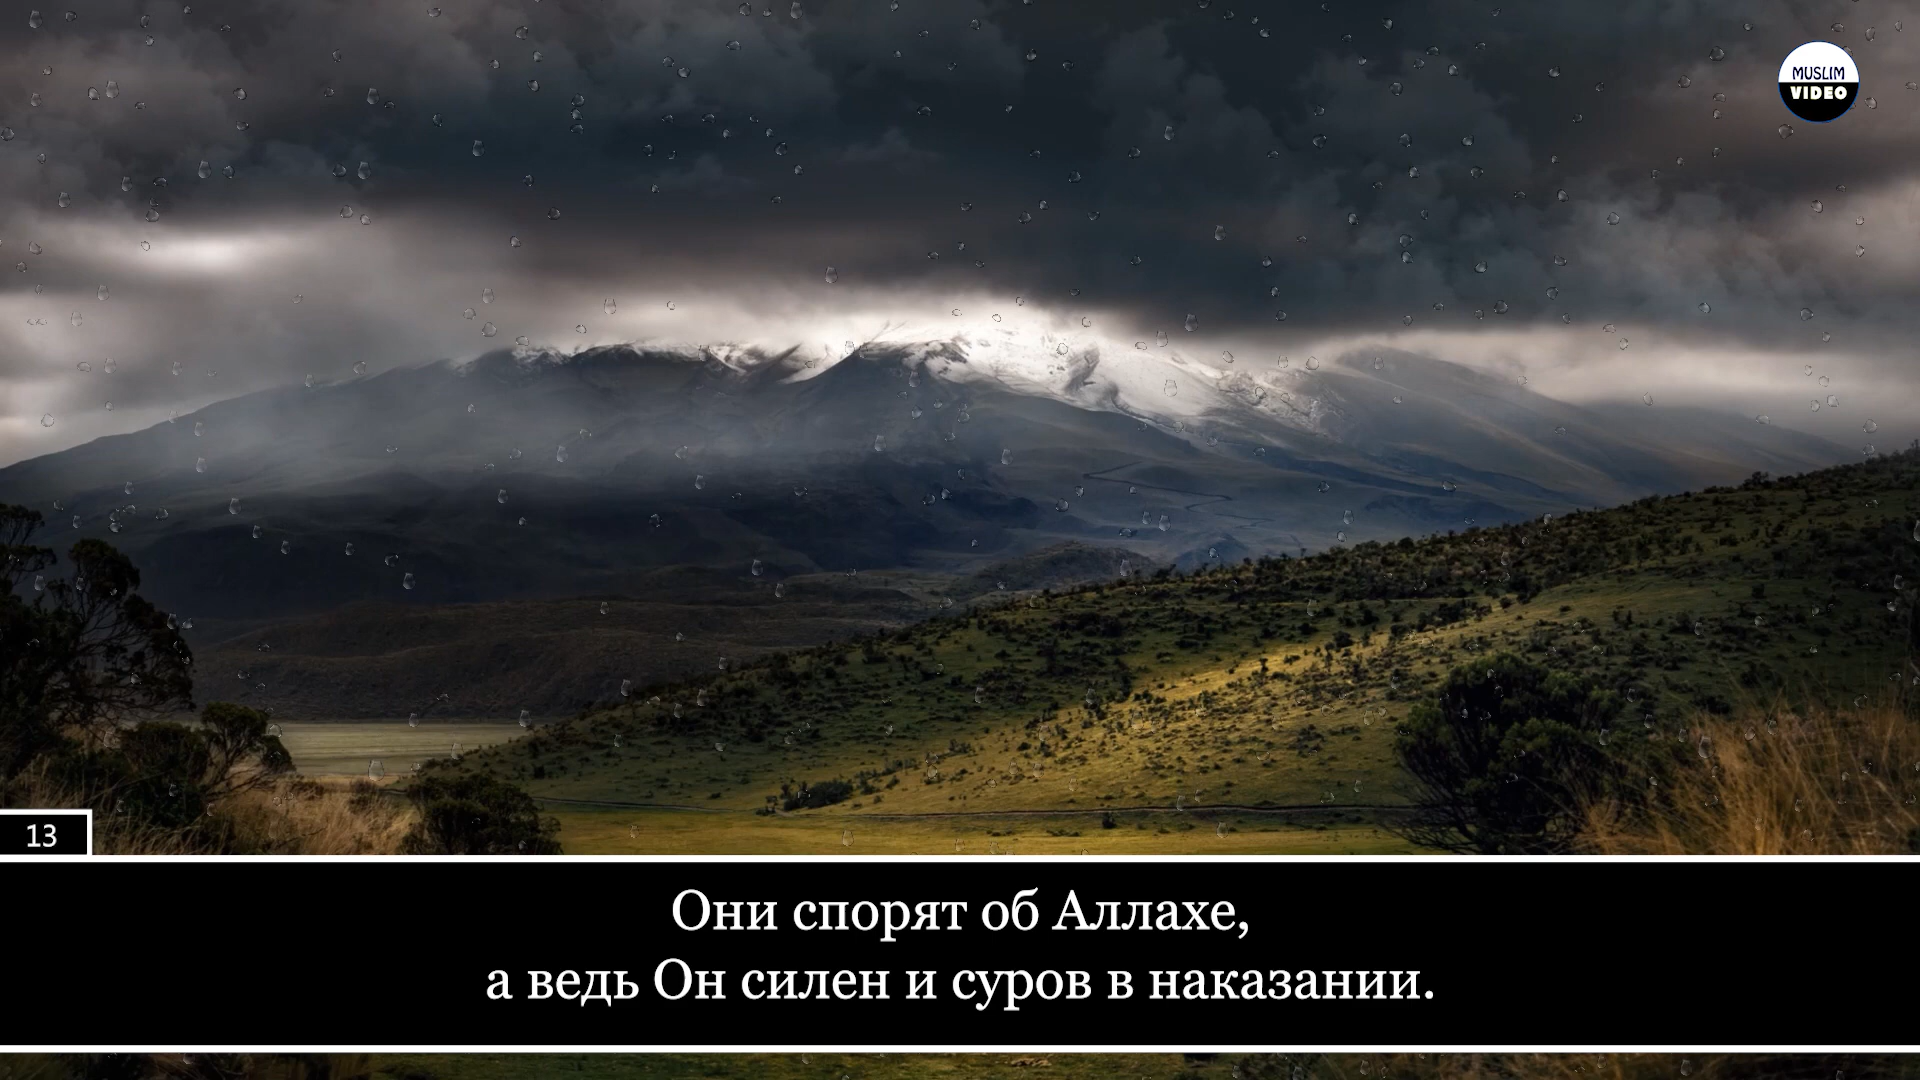 MUSLIM
VIDEO
13
Они спорят об Аллахе,
а ведь Он силен и суров в наказании.